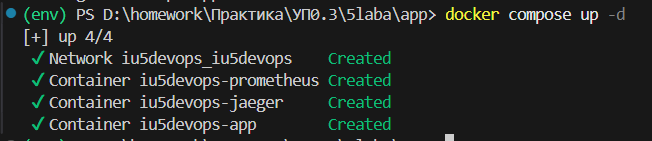 (env) PS D:\homework\Практика\УП0.3\5laba\app> docker compose up -d
[+] up 4/4
✔ Network iu5devops_iu5devops Created
✔ Container iu5devops-prometheus Created
✔ Container iu5devops-jaeger Created
✔ Container iu5devops-app Created